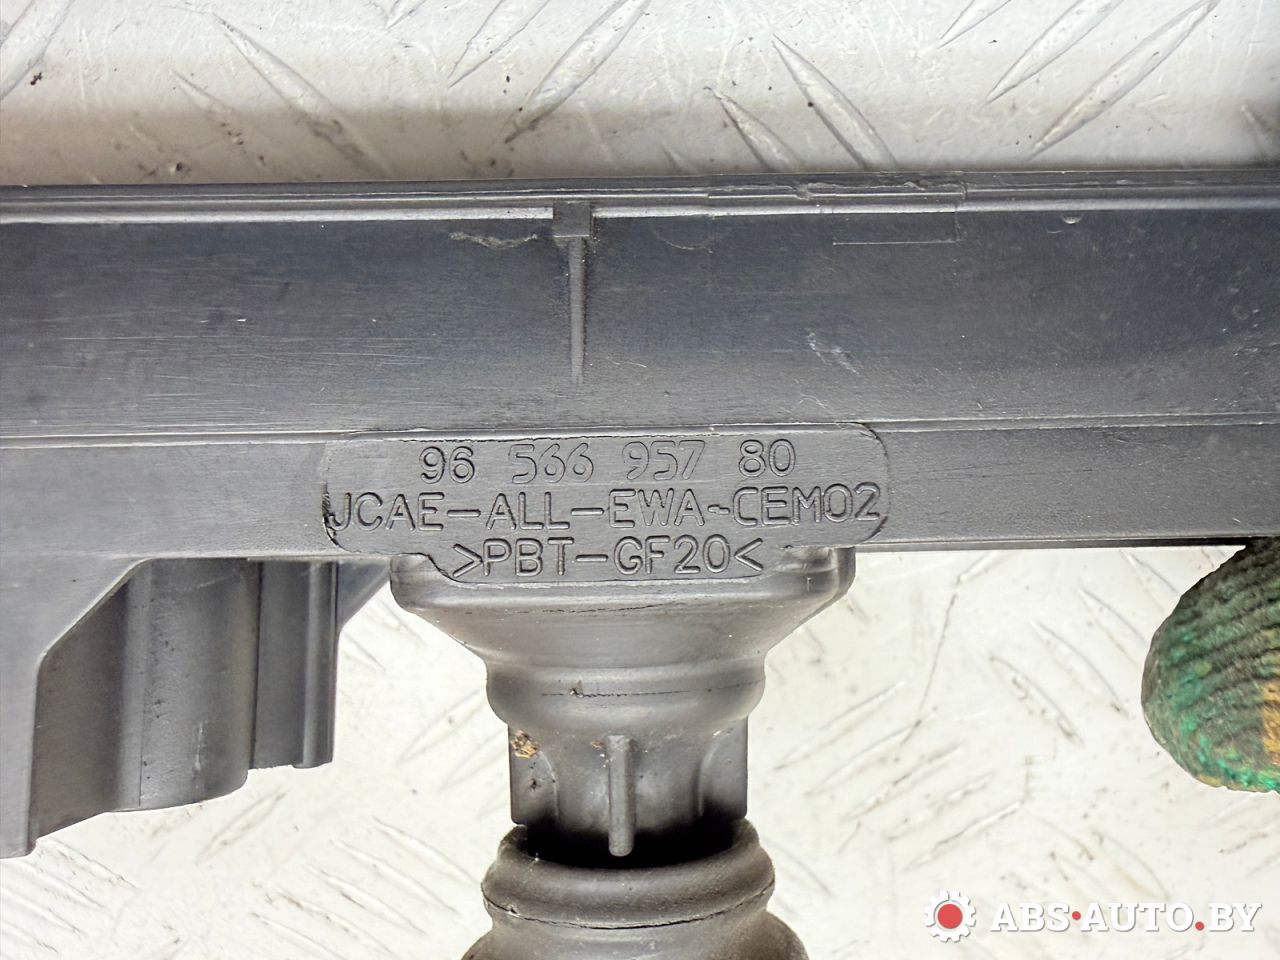 96 566 957 80
JCAE-ALL-EWA-CEM02
>PBT-GF20<
ABS·AUTO.BY